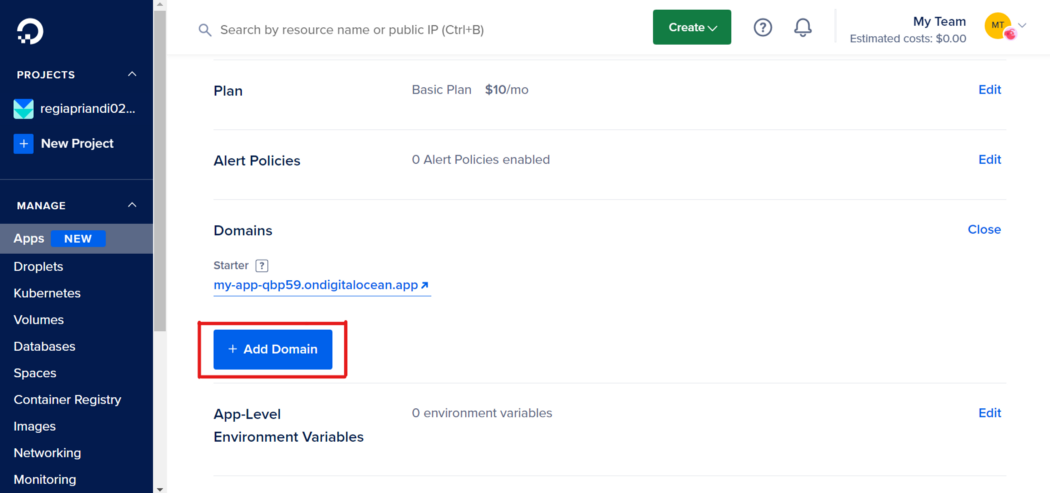 Search by resource name or public IP (Ctrl+B)
Create
?
My Team
Estimated costs: $0.00
MT
PROJECTS
regiapriandi02...
+ New Project
MANAGE
Apps NEW
Droplets
Kubernetes
Volumes
Databases
Spaces
Container Registry
Images
Networking
Monitoring
Plan Basic Plan $10/mo Edit
Alert Policies 0 Alert Policies enabled Edit
Domains Close
Starter ?
my-app-qbp59.ondigitalocean.app
+ Add Domain
App-Level 0 environment variables Edit
Environment Variables